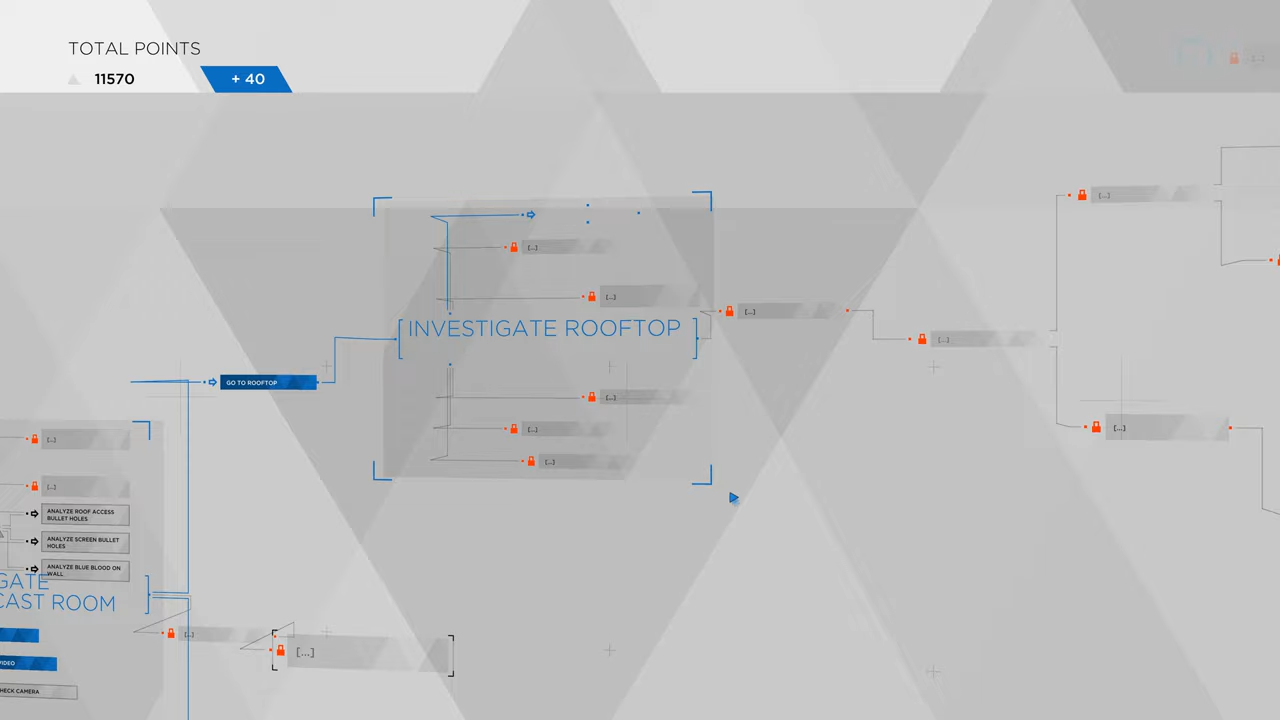 TOTAL POINTS
11570
+ 40
[...]
[...]
[...]
INVESTIGATE ROOFTOP
[...]
[...]
GO TO ROOFTOP
[...]
[...]
[...]
[...]
[...]
[...]
[...]
ANALYZE ROOF ACCESS
BULLET HOLES
ANALYZE SCREEN BULLET
HOLES
ANALYZE BLUE BLOOD ON
WALL
GATE
CAST ROOM
[...]
[...]
VIDEO
HECK CAMERA